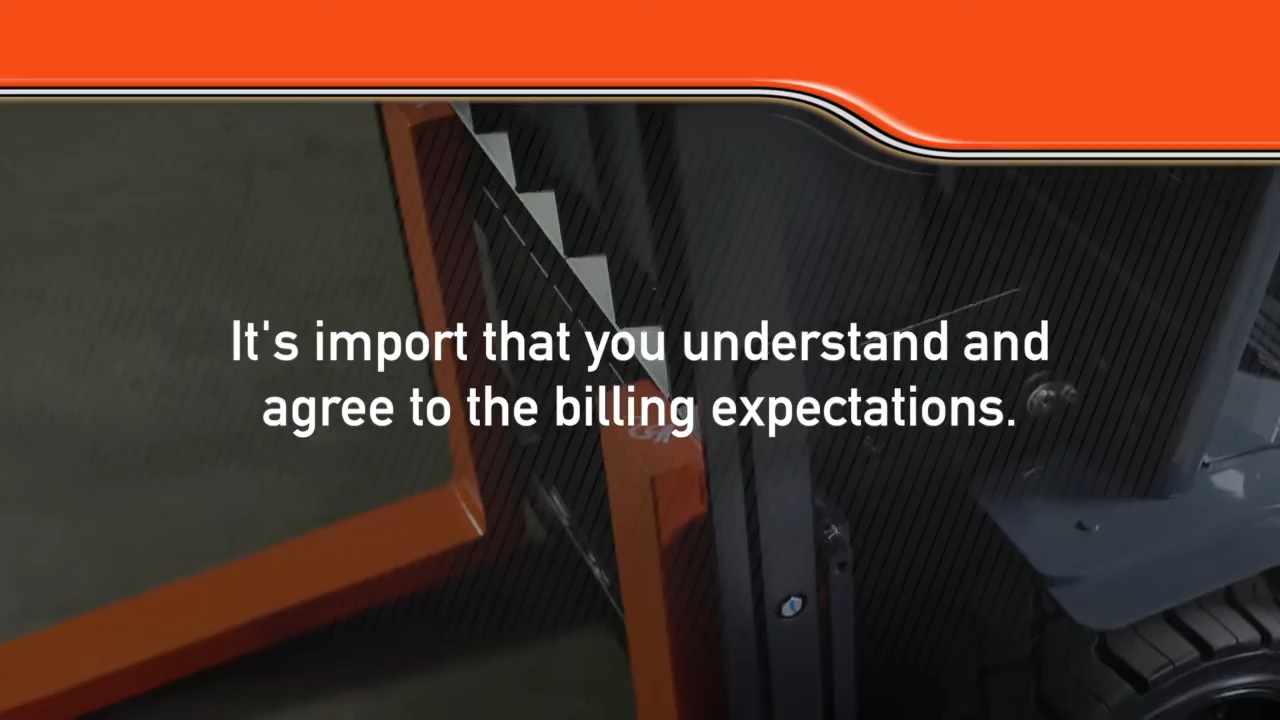 It's import that you understand and
agree to the billing expectations.